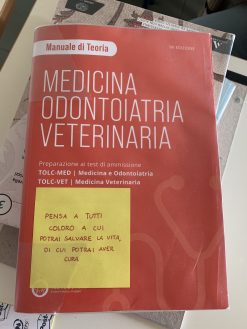 Manuale di Teoria
MEDICINA
ODONTOIATRIA
VETERINARIA
Preparazione ai test di ammissione
TOLC-MED | Medicina e Odontoiatria
TOLC-VET | Medicina Veterinaria
PENSA A TUTTI
COLORO A CUI
POTRAI SALVARE LA VITA,
DI CUI POTRAI AVER
CURA